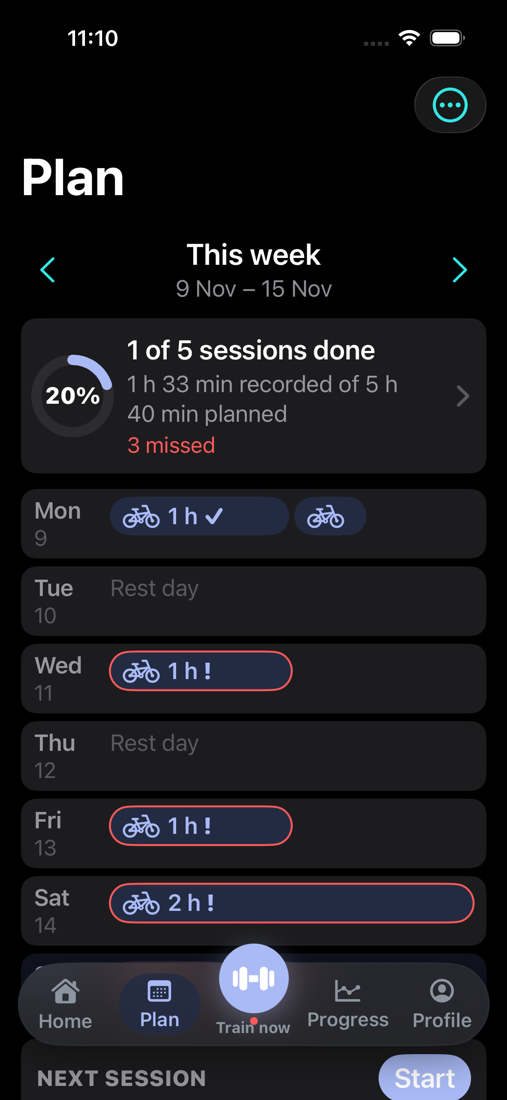 11:10
Plan
This week
9 Nov – 15 Nov
20%
1 of 5 sessions done
1 h 33 min recorded of 5 h
40 min planned
3 missed
Mon
9
1 h
Tue
10
Rest day
Wed
11
1 h !
Thu
12
Rest day
Fri
13
1 h !
Sat
14
2 h !
Home
Plan
Train now
Progress
Profile
NEXT SESSION
Start